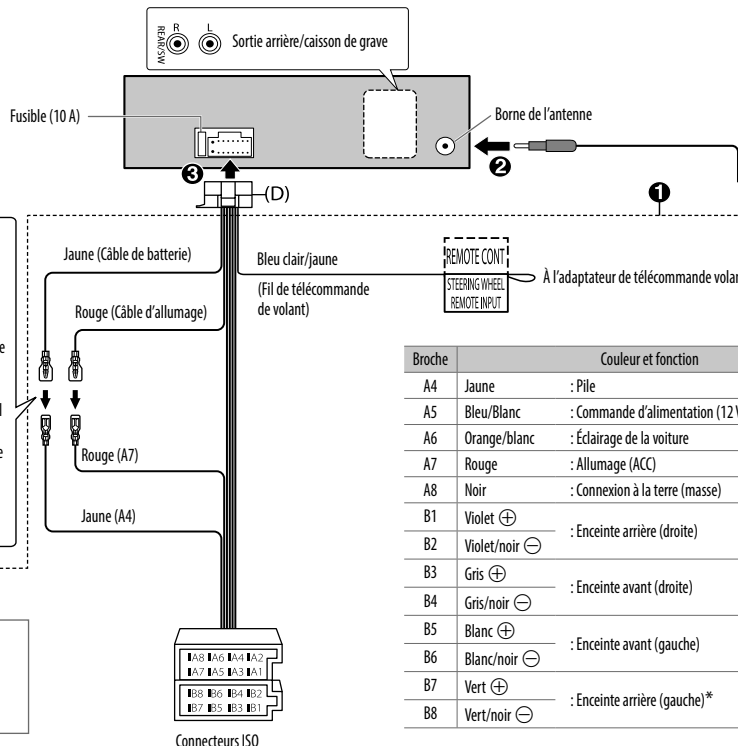 R L
REAR/SW
Sortie arrière/caisson de grave
Fusible (10 A)
Borne de l'antenne
❸
❷
(D)
❶
Jaune (Câble de batterie)
Bleu clair/jaune
(Fil de télécommande
de volant)
REMOTE CONT
STEERING WHEEL
REMOTE INPUT
À l'adaptateur de télécommande volan
Rouge (Câble d'allumage)
e
l
e
Rouge (A7)
Jaune (A4)
Broche Couleur et fonction
A4 Jaune : Pile
A5 Bleu/Blanc : Commande d'alimentation (12 V
A6 Orange/blanc : Éclairage de la voiture
A7 Rouge : Allumage (ACC)
A8 Noir : Connexion à la terre (masse)
B1 Violet ⊕
: Enceinte arrière (droite)
B2 Violet/noir ⊖
B3 Gris ⊕
: Enceinte avant (droite)
B4 Gris/noir ⊖
B5 Blanc ⊕
: Enceinte avant (gauche)
B6 Blanc/noir ⊖
B7 Vert ⊕
: Enceinte arrière (gauche)*
B8 Vert/noir ⊖
A8 A6 A4 A2
A7 A5 A3 A1
B8 B6 B4 B2
B7 B5 B3 B1
Connecteurs ISO